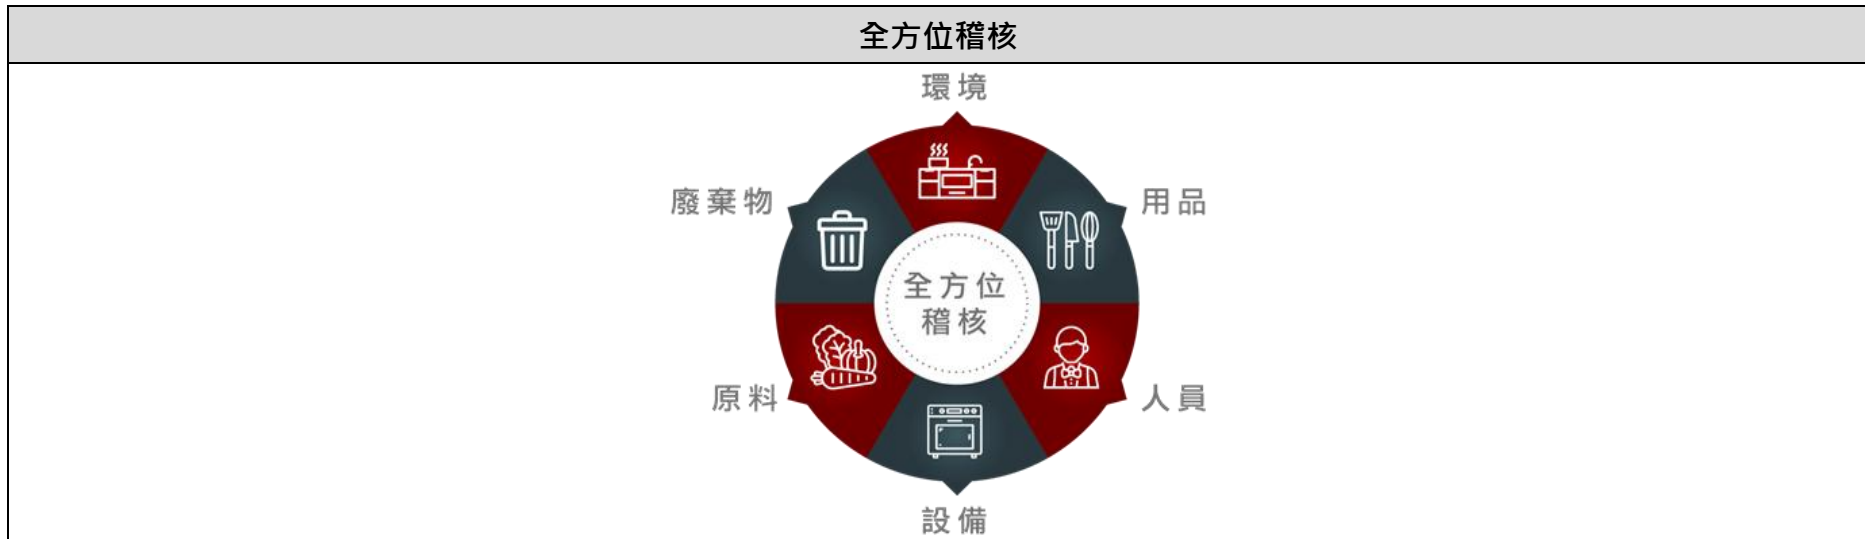 全方位稽核
環境
廢棄物
用品
全方位
稽核
原料
人員
設備